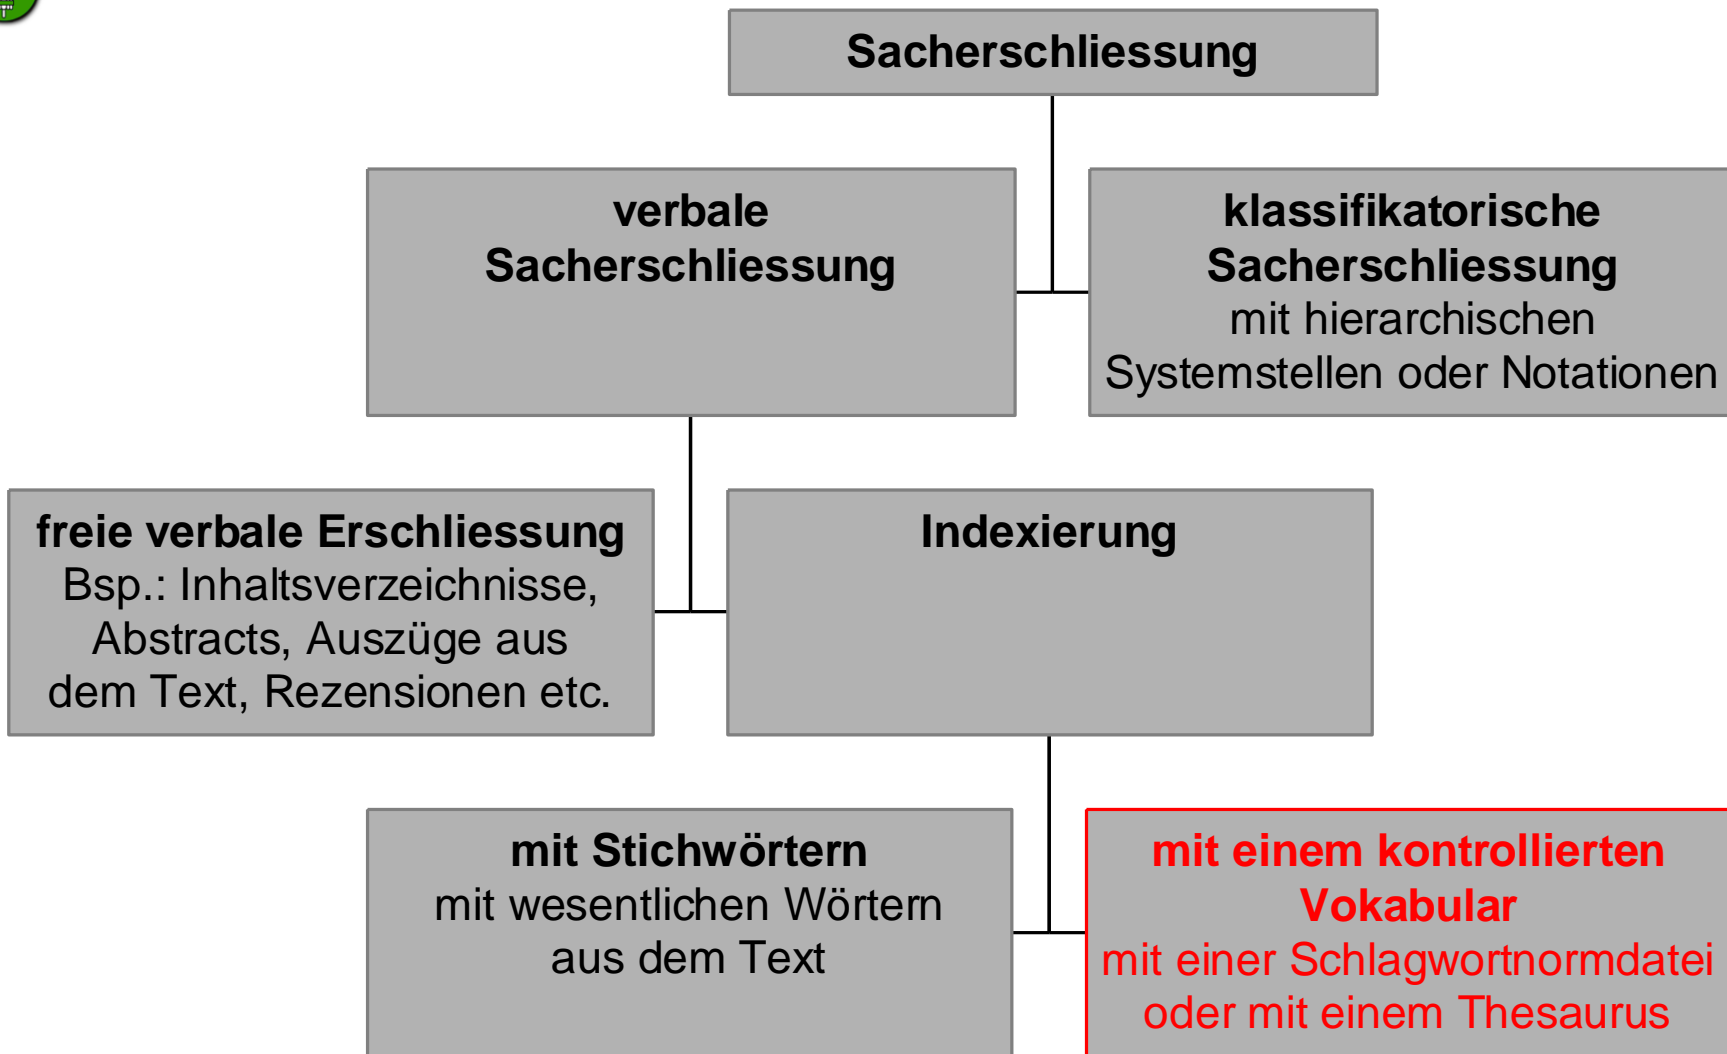 Sacherschliessung
verbale
Sacherschliessung
klassifikatorische
Sacherschliessung
mit hierarchischen
Systemstellen oder Notationen
freie verbale Erschliessung
Bsp.: Inhaltsverzeichnisse,
Abstracts, Auszüge aus
dem Text, Rezensionen etc.
Indexierung
mit Stichwörtern
mit wesentlichen Wörtern
aus dem Text
mit einem kontrollierten
Vokabular
mit einer Schlagwortnormdatei
oder mit einem Thesaurus